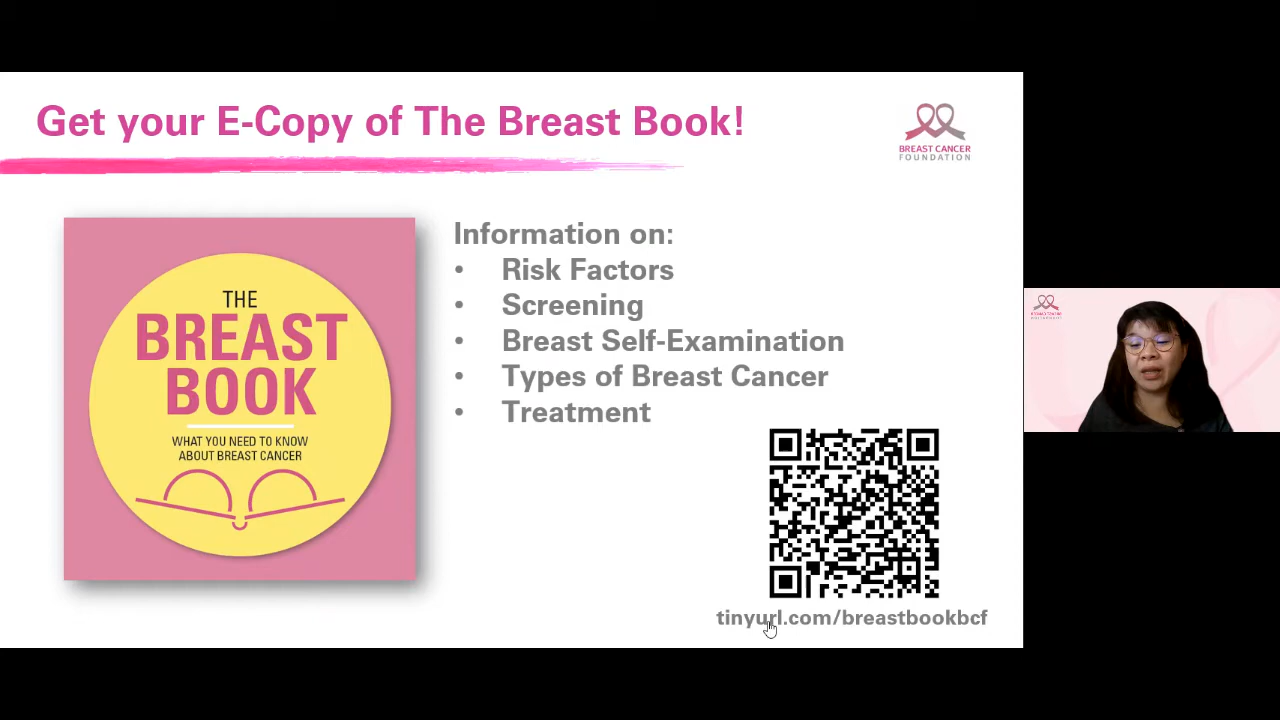 Get your E-Copy of The Breast Book!
BREAST CANCER
FOUNDATION
THE
BREAST
BOOK
WHAT YOU NEED TO KNOW
ABOUT BREAST CANCER
Information on:
• Risk Factors
• Screening
• Breast Self-Examination
• Types of Breast Cancer
• Treatment
tinyurl.com/breastbookbcf